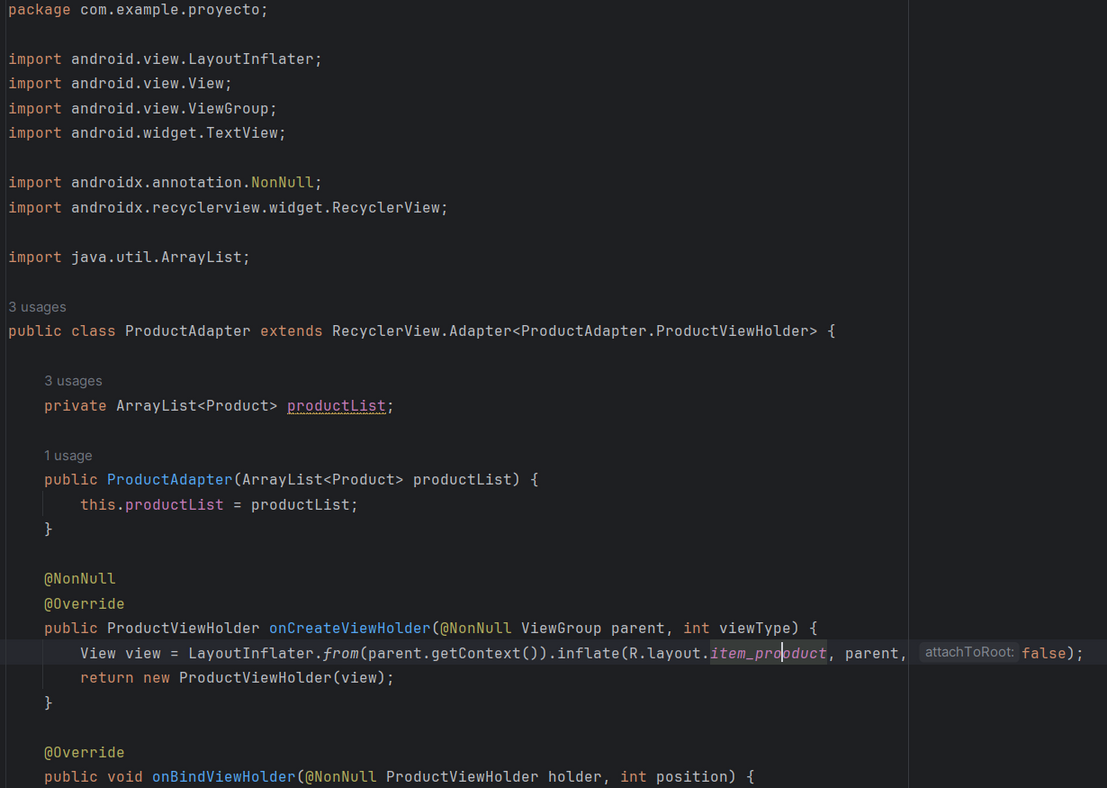 package com.example.proyecto;
import android.view.LayoutInflater;
import android.view.View;
import android.view.ViewGroup;
import android.widget.TextView;
import androidx.annotation.NonNull;
import androidx.recyclerview.widget.RecyclerView;
import java.util.ArrayList;
3 usages
public class ProductAdapter extends RecyclerView.Adapter<ProductAdapter.ProductViewHolder> {
3 usages
private ArrayList<Product> productList;
1 usage
public ProductAdapter(ArrayList<Product> productList) {
this.productList = productList;
}
@NonNull
@Override
public ProductViewHolder onCreateViewHolder(@NonNull ViewGroup parent, int viewType) {
View view = LayoutInflater.from(parent.getContext()).inflate(R.layout.item_product, parent, attachToRoot: false);
return new ProductViewHolder(view);
}
@Override
public void onBindViewHolder(@NonNull ProductViewHolder holder, int position) {